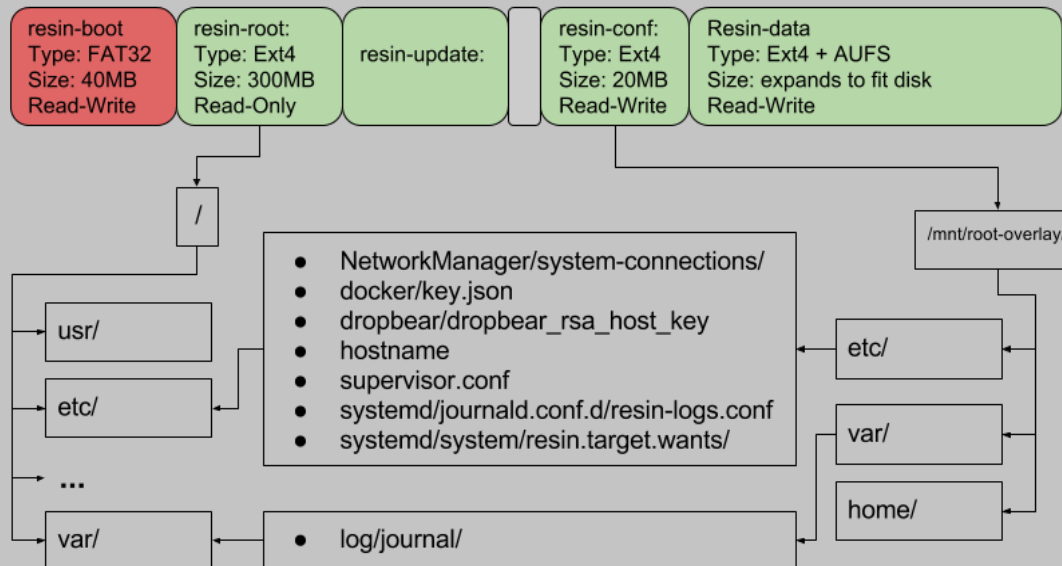 resin-boot
Type: FAT32
Size: 40MB
Read-Write
resin-root:
Type: Ext4
Size: 300MB
Read-Only
resin-update:
resin-conf:
Type: Ext4
Size: 20MB
Read-Write
Resin-data
Type: Ext4 + AUFS
Size: expands to fit disk
Read-Write
/
/mnt/root-overlay/
usr/
etc/
...
var/
● NetworkManager/system-connections/
● docker/key.json
● dropbear/dropbear_rsa_host_key
● hostname
● supervisor.conf
● systemd/journald.conf.d/resin-logs.conf
● systemd/system/resin.target.wants/
● log/journal/
etc/
var/
home/